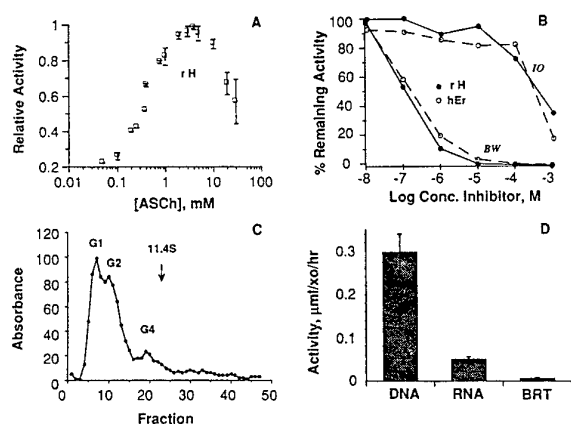 A
Relative Activity
1
0.8
0.6
0.4
0.2
r H
0.01
0.1
1
10
100
[ASCh], mM
B
% Remaining Activity
100
80
60
40
20
0
IO
r H
hEr
BW
-8
-7
-6
-5
-4
-3
Log Conc. Inhibitor, M
C
Absorbance
120
100
80
60
40
20
0
G1
G2
G4
11.4S
0
10
20
30
40
50
Fraction
D
Activity, μmt/xo/hr
0.3
0.2
0.1
0
DNA
RNA
BRT